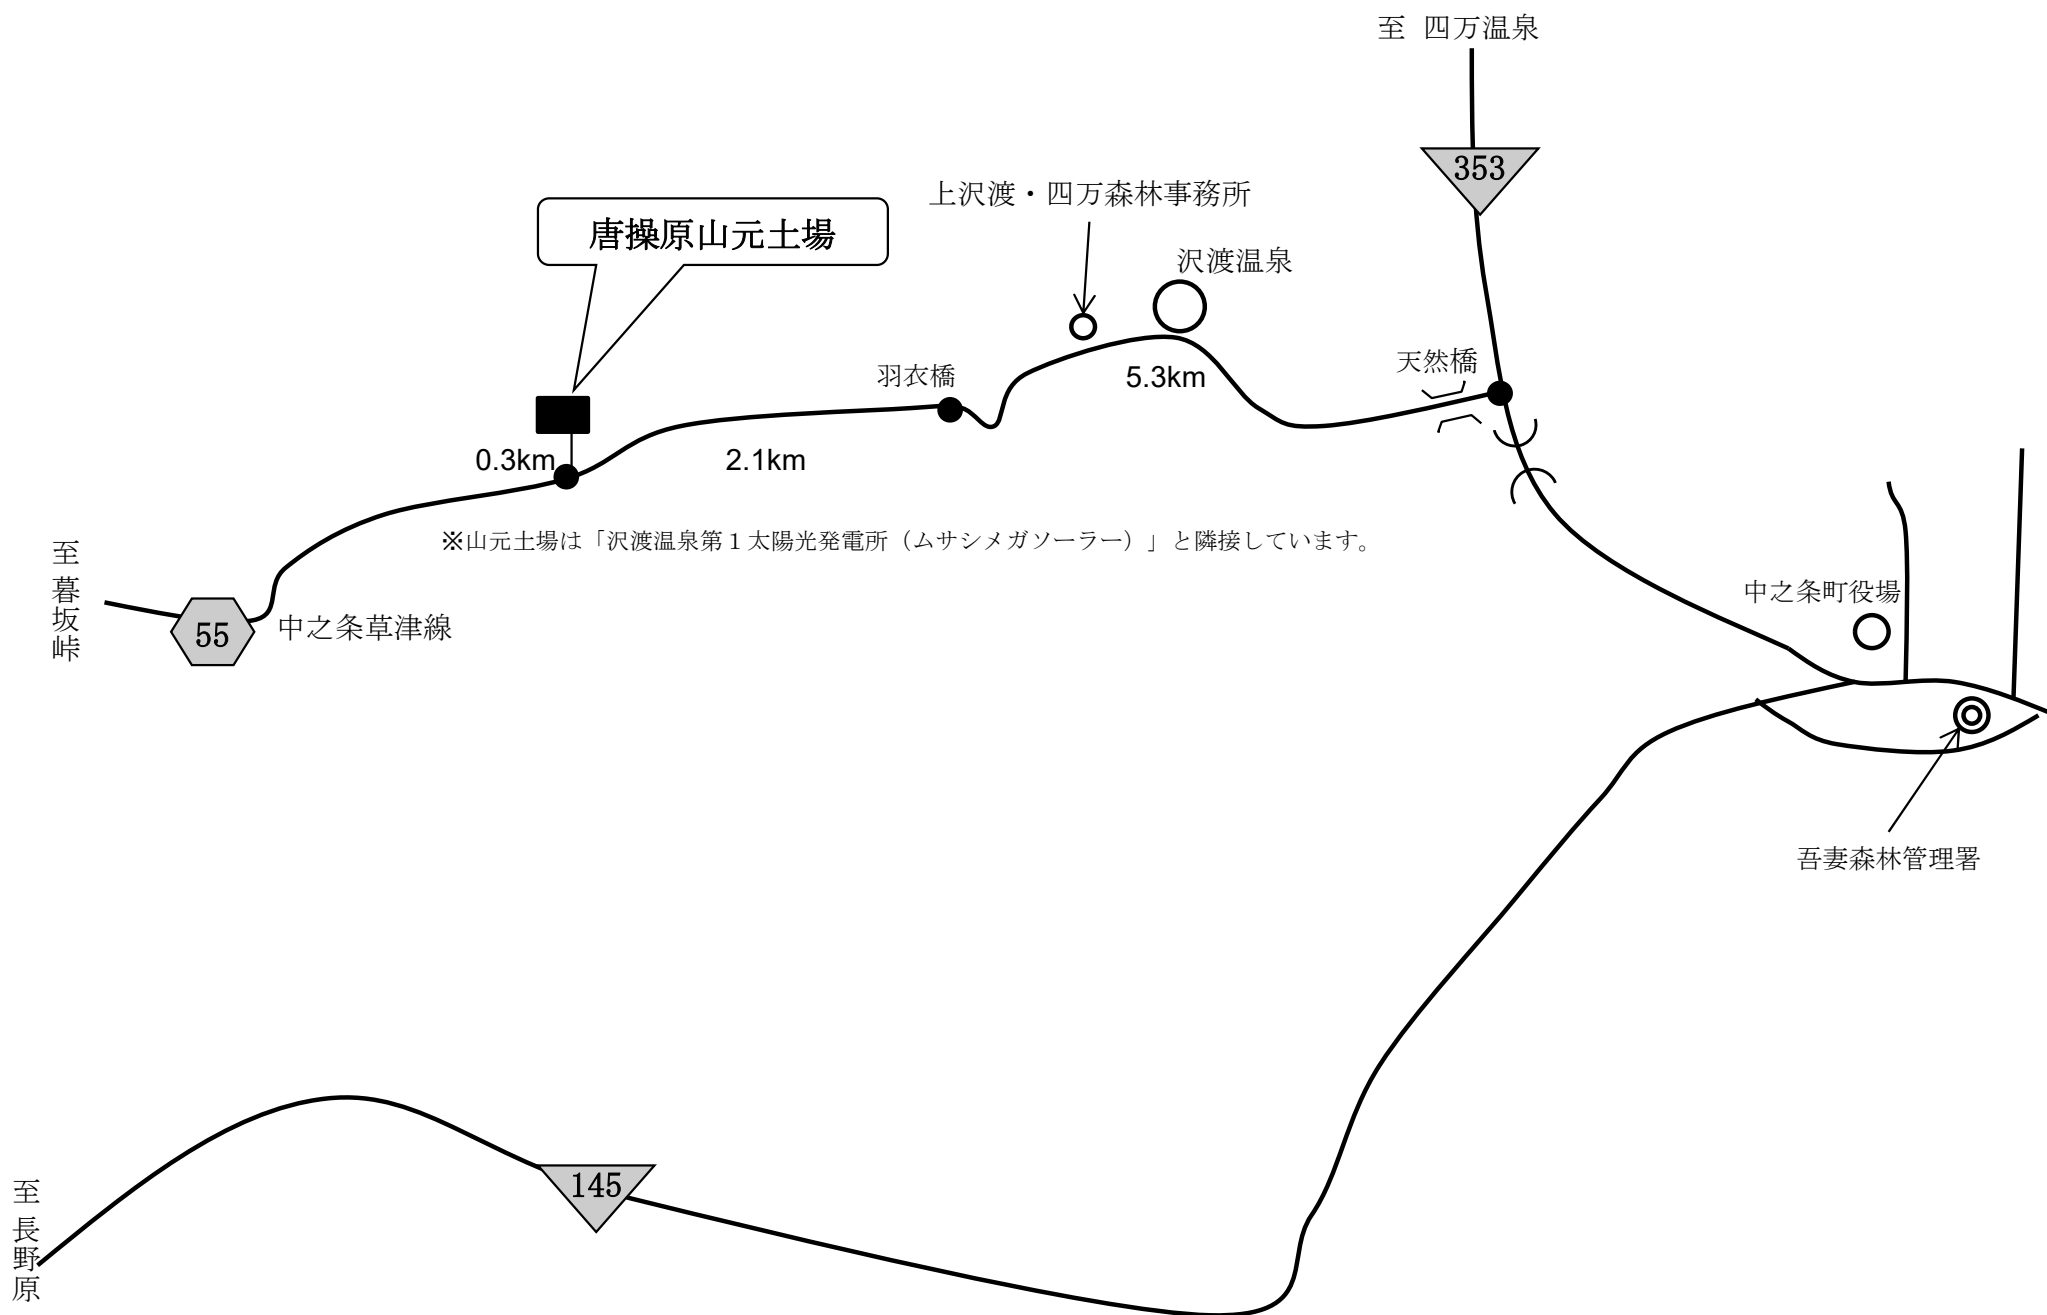 至 四万温泉
353
上沢渡・四万森林事務所
唐操原山元土場
沢渡温泉
天然橋
羽衣橋
5.3km
0.3km
2.1km
※山元土場は「沢渡温泉第１太陽光発電所（ムサシメガソーラー）」と隣接しています。
至暮坂峠
中之条町役場
55
中之条草津線
吾妻森林管理署
145
至長野原